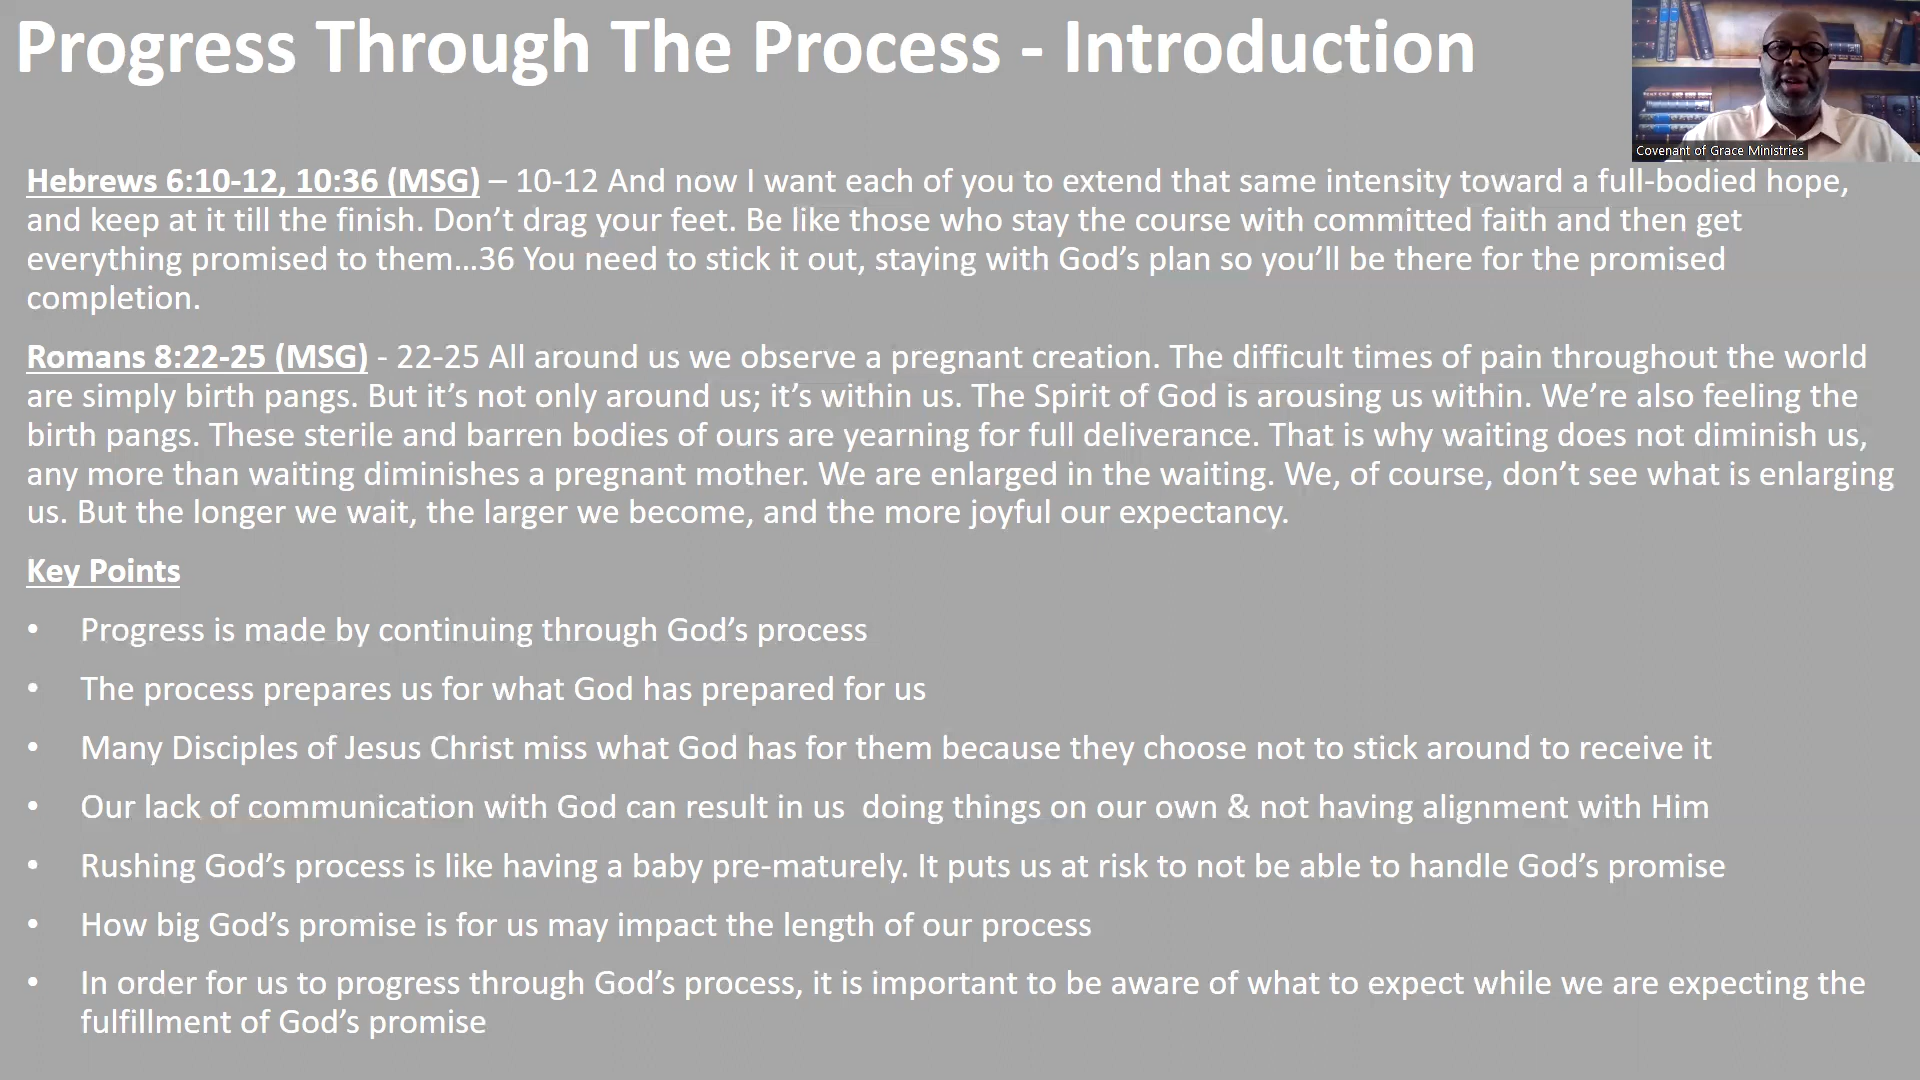 Progress Through The Process - Introduction
Covenant of Grace Ministries
Hebrews 6:10-12, 10:36 (MSG) – 10-12 And now I want each of you to extend that same intensity toward a full-bodied hope,
and keep at it till the finish. Don’t drag your feet. Be like those who stay the course with committed faith and then get
everything promised to them…36 You need to stick it out, staying with God’s plan so you’ll be there for the promised
completion.
Romans 8:22-25 (MSG) - 22-25 All around us we observe a pregnant creation. The difficult times of pain throughout the world
are simply birth pangs. But it’s not only around us; it’s within us. The Spirit of God is arousing us within. We’re also feeling the
birth pangs. These sterile and barren bodies of ours are yearning for full deliverance. That is why waiting does not diminish us,
any more than waiting diminishes a pregnant mother. We are enlarged in the waiting. We, of course, don’t see what is enlarging
us. But the longer we wait, the larger we become, and the more joyful our expectancy.
Key Points
• Progress is made by continuing through God’s process
• The process prepares us for what God has prepared for us
• Many Disciples of Jesus Christ miss what God has for them because they choose not to stick around to receive it
• Our lack of communication with God can result in us  doing things on our own & not having alignment with Him
• Rushing God’s process is like having a baby pre-maturely. It puts us at risk to not be able to handle God’s promise
• How big God’s promise is for us may impact the length of our process
• In order for us to progress through God’s process, it is important to be aware of what to expect while we are expecting the
fulfillment of God’s promise